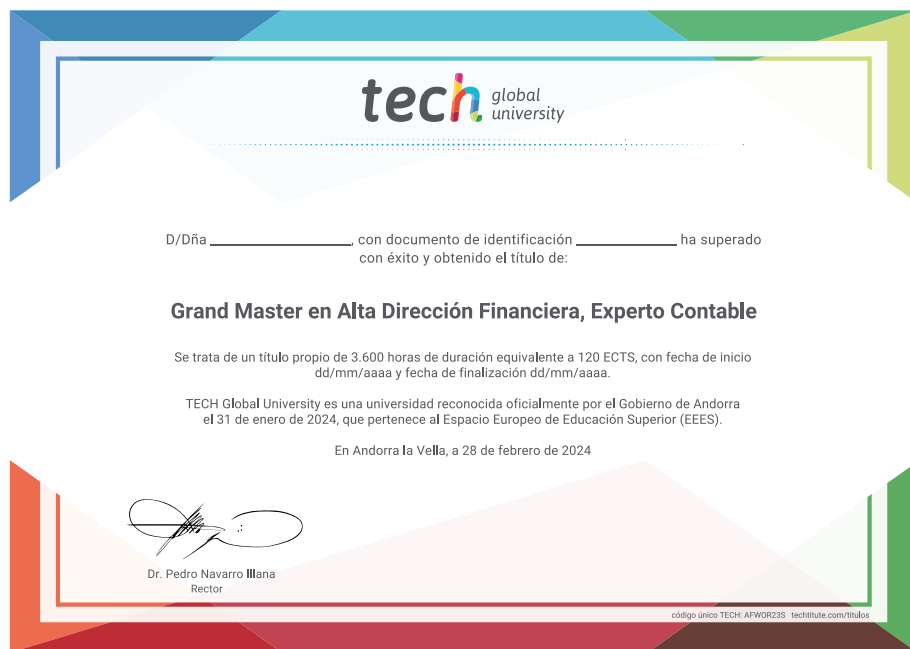 tech global university
D/Dña ____________________, con documento de identificación ______________ ha superado
con éxito y obtenido el título de:
Grand Master en Alta Dirección Financiera, Experto Contable
Se trata de un título propio de 3.600 horas de duración equivalente a 120 ECTS, con fecha de inicio
dd/mm/aaaa y fecha de finalización dd/mm/aaaa.
TECH Global University es una universidad reconocida oficialmente por el Gobierno de Andorra
el 31 de enero de 2024, que pertenece al Espacio Europeo de Educación Superior (EEES).
En Andorra la Vella, a 28 de febrero de 2024
Dr. Pedro Navarro Illana
Rector
código único TECH: AFWOR23S techtitute.com/titulos